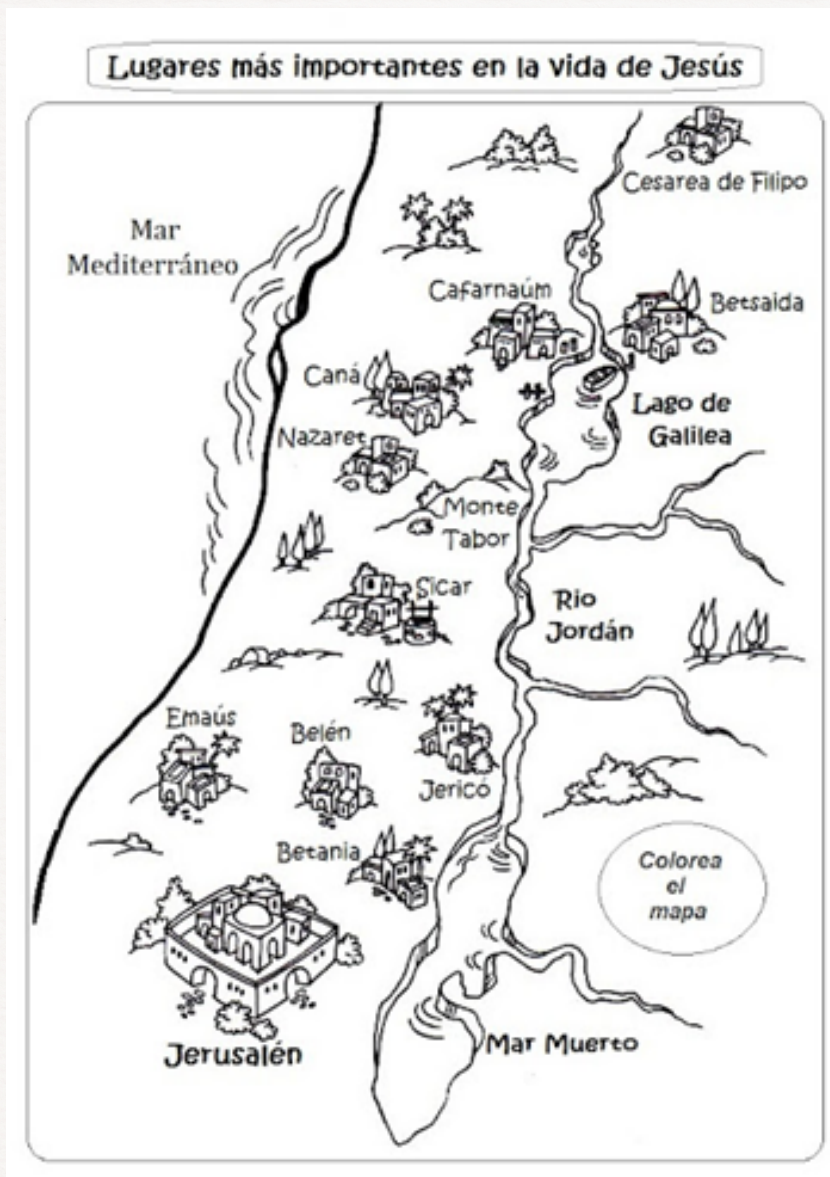 Lugares más importantes en la vida de Jesús
Cesarea de Filipo
Mar
Mediterráneo
Cafarnaúm
Betsaida
Caná
Lago de
Galilea
Nazaret
Monte
Tabor
Sicar
Rio
Jordán
Emaús
Belén
Jericó
Betania
Colorea
el
mapa
Jerusalén
Mar Muerto